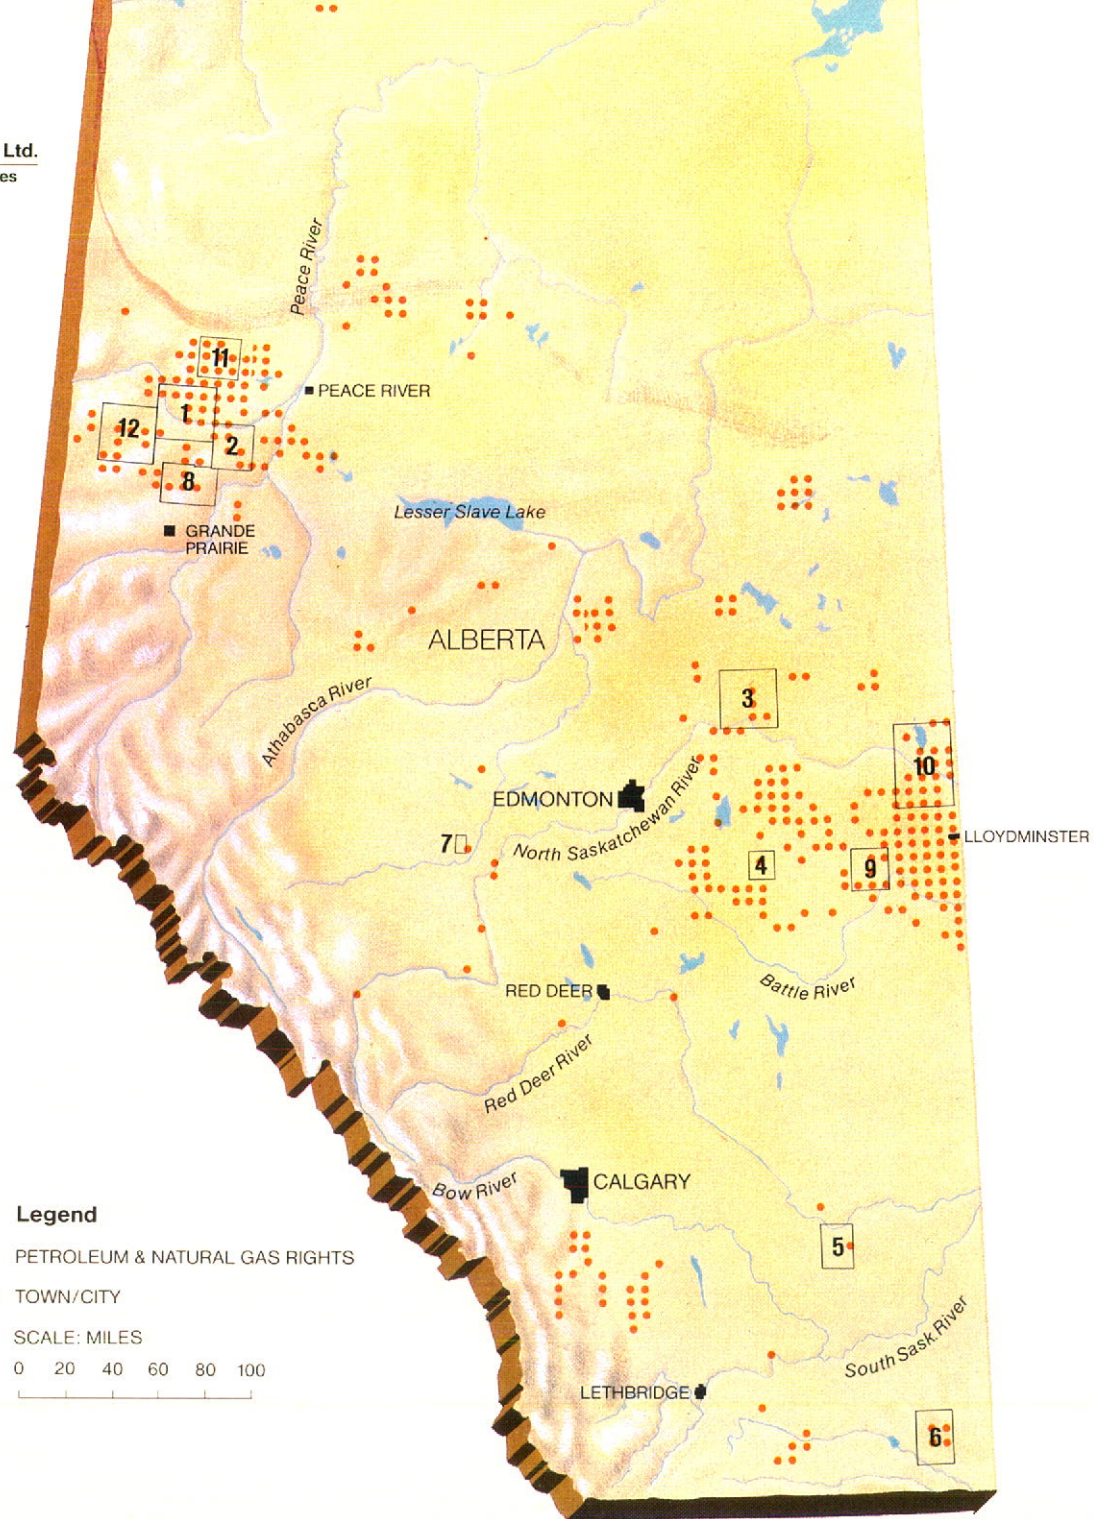 Ltd.
es
Peace River
11
PEACE RIVER
1
12
2
8
Lesser Slave Lake
GRANDE
PRAIRIE
ALBERTA
Athabasca River
3
10
EDMONTON
North Saskatchewan River
LLOYDMINSTER
7
4
9
RED DEER
Battle River
Red Deer River
Bow River
CALGARY
5
South Sask. River
LETHBRIDGE
6
Legend
PETROLEUM & NATURAL GAS RIGHTS
TOWN/CITY
SCALE: MILES
0 20 40 60 80 100